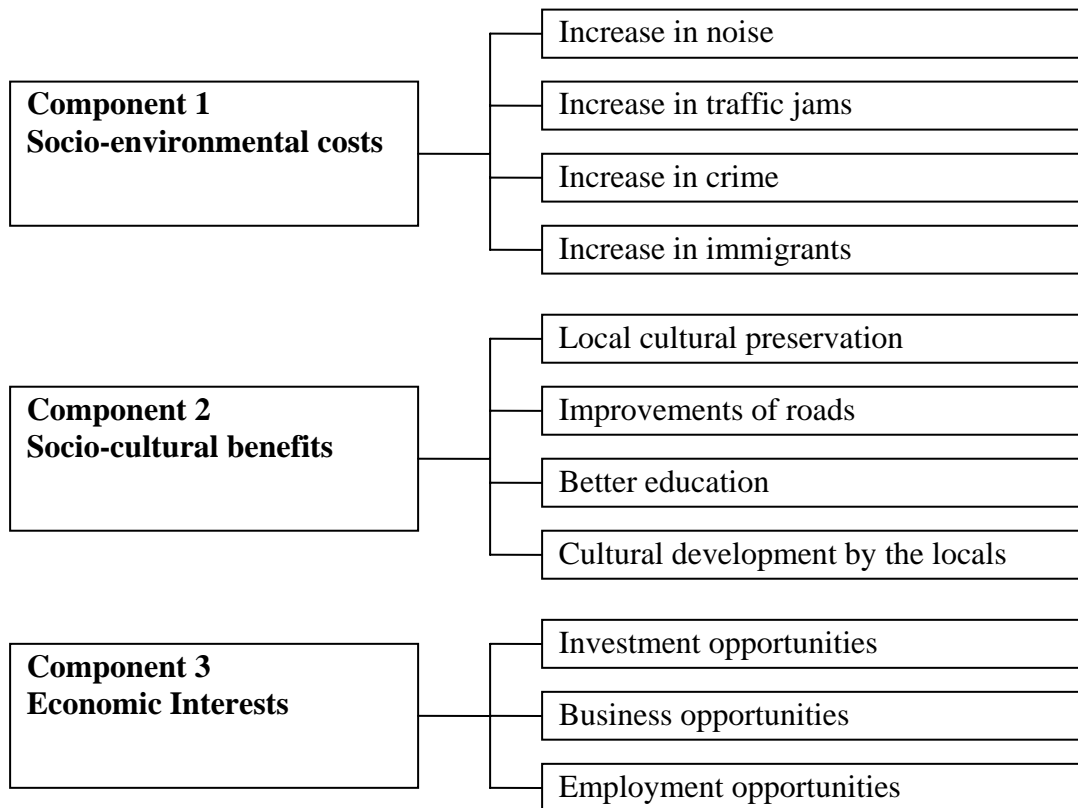 Component 1
Socio-environmental costs
Increase in noise
Increase in traffic jams
Increase in crime
Increase in immigrants
Component 2
Socio-cultural benefits
Local cultural preservation
Improvements of roads
Better education
Cultural development by the locals
Component 3
Economic Interests
Investment opportunities
Business opportunities
Employment opportunities